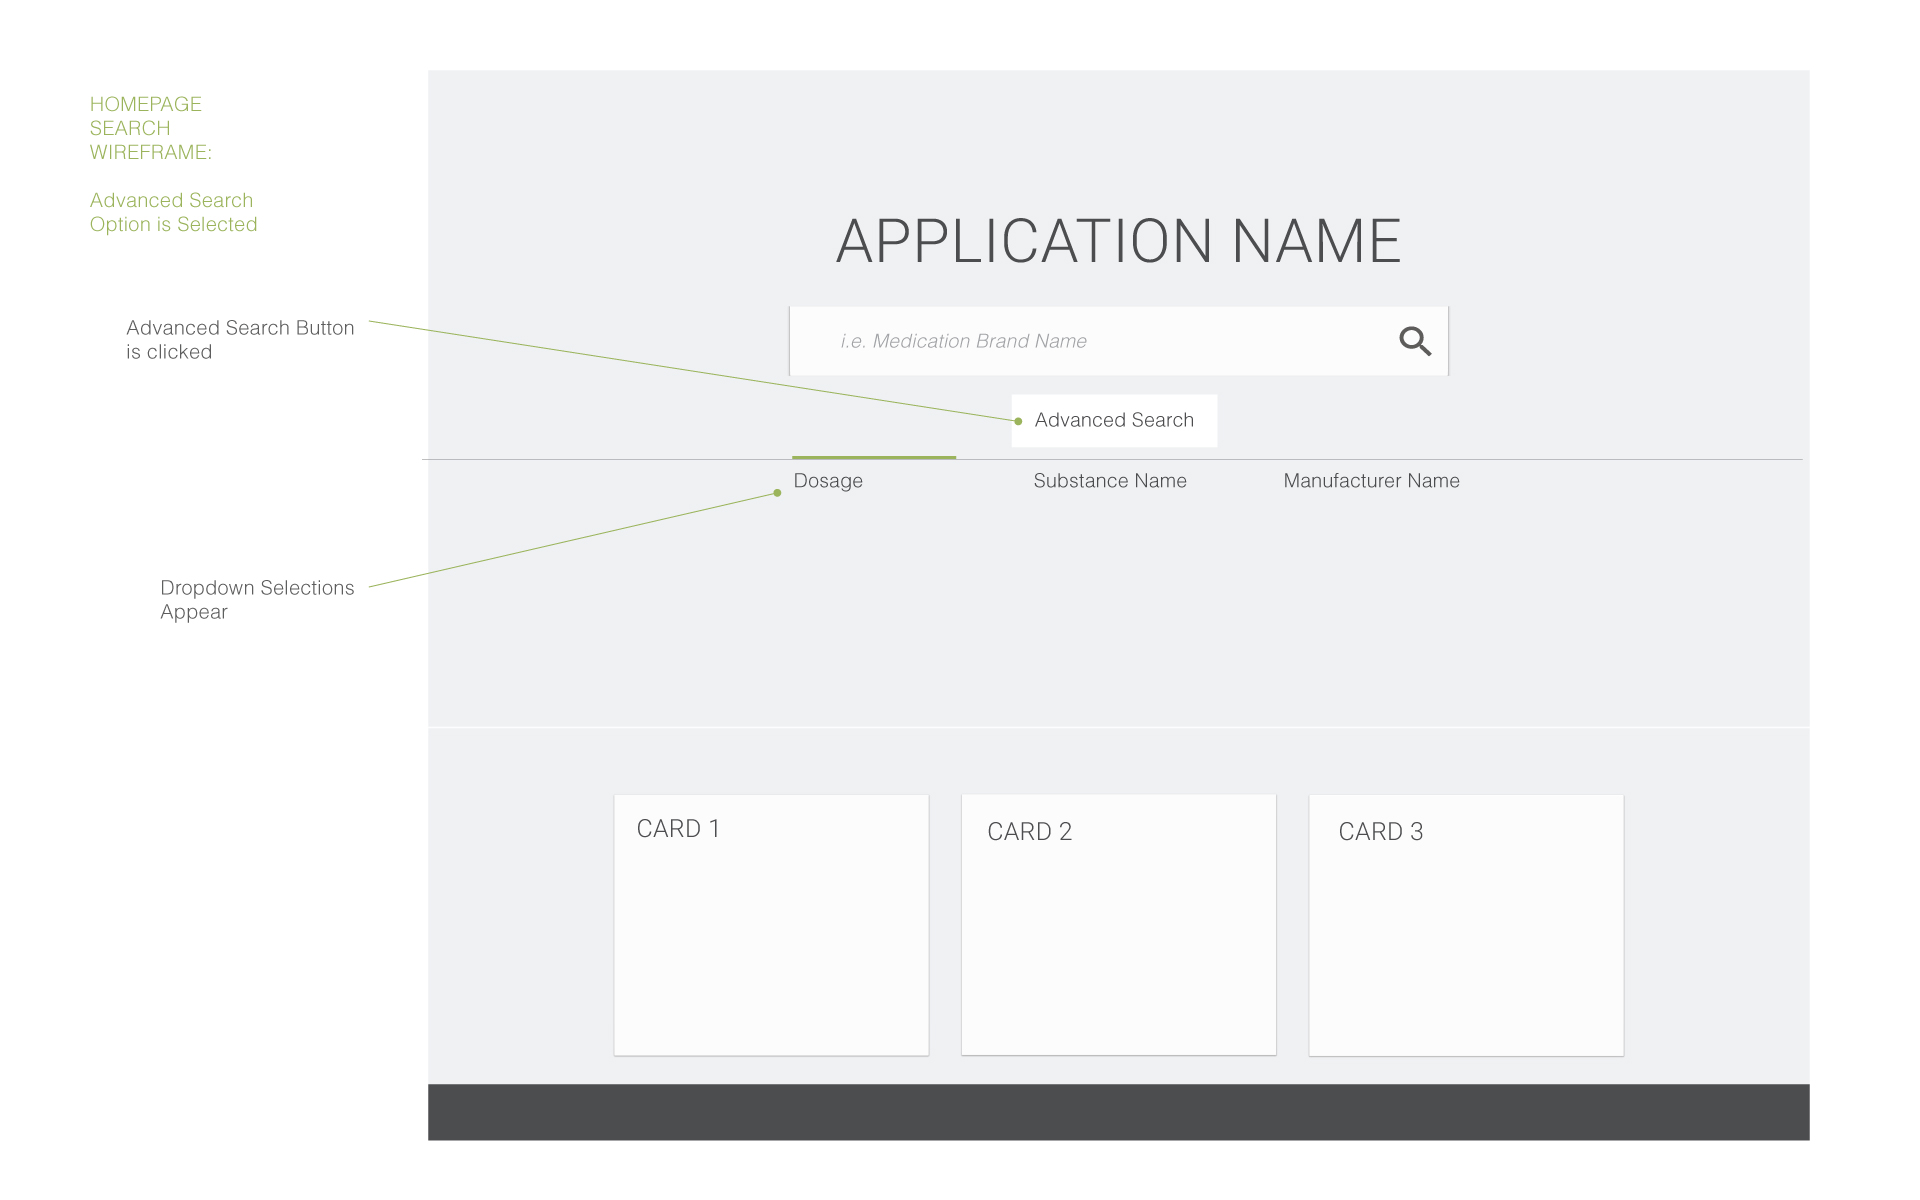 HOMEPAGE
SEARCH
WIREFRAME:
Advanced Search
Option is Selected
APPLICATION NAME
Advanced Search Button
is clicked
i.e. Medication Brand Name
Advanced Search
Dosage
Substance Name
Manufacturer Name
Dropdown Selections
Appear
CARD 1
CARD 2
CARD 3